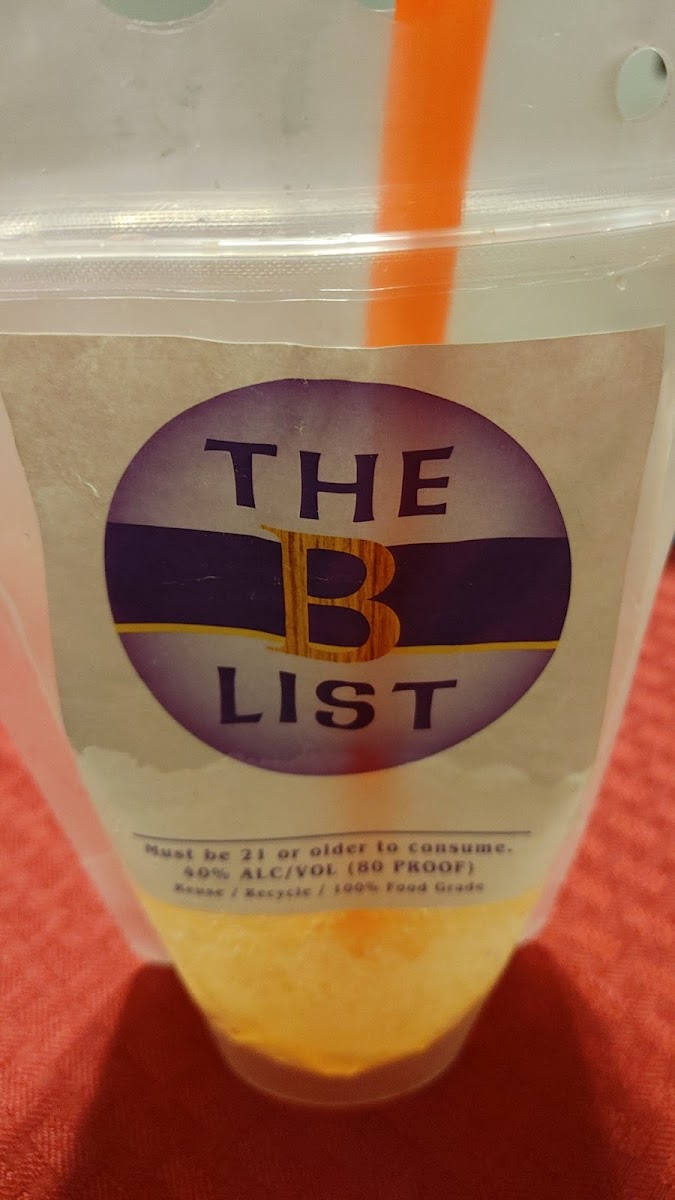 THE
B
LIST
Must be 21 or older to consume.
40% ALC/VOL (80 PROOF)
Reuse / Recycle / 100% Food Grade